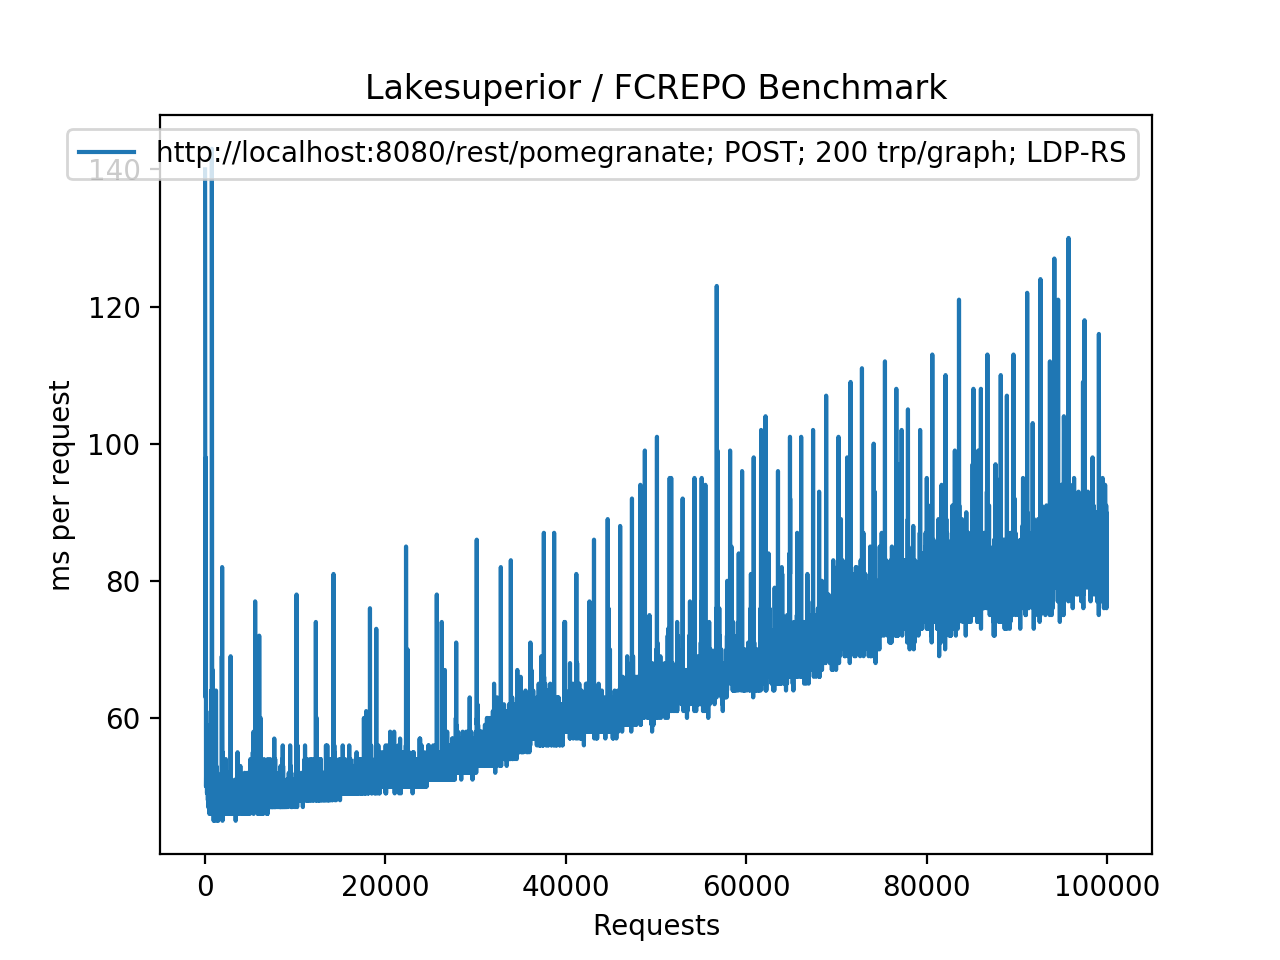 Lakesuperior / FCREPO Benchmark
http://localhost:8080/rest/pomegranate; POST; 200 trp/graph; LDP-RS
140
120
100
80
60
ms per request
0 20000 40000 60000 80000 100000
Requests